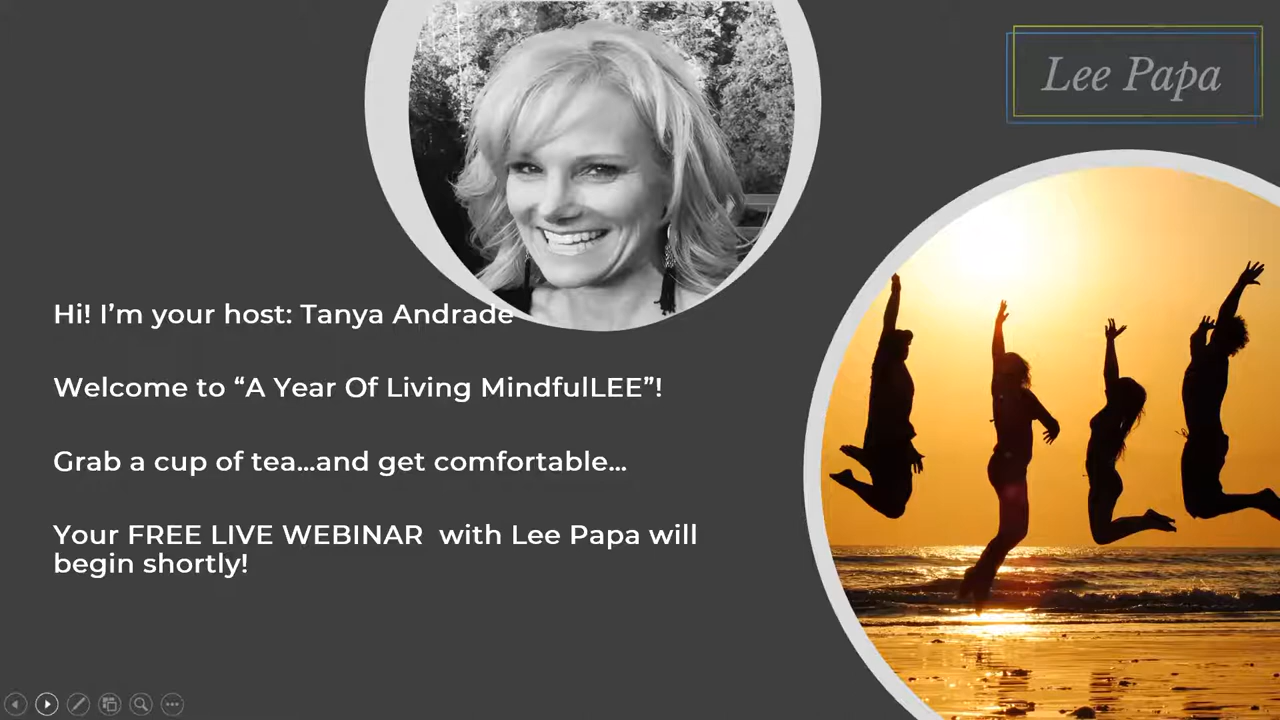 Lee Papa
Hi! I’m your host: Tanya Andrade
Welcome to “A Year Of Living MindfulLEE”!
Grab a cup of tea...and get comfortable...
Your FREE LIVE WEBINAR  with Lee Papa will
begin shortly!